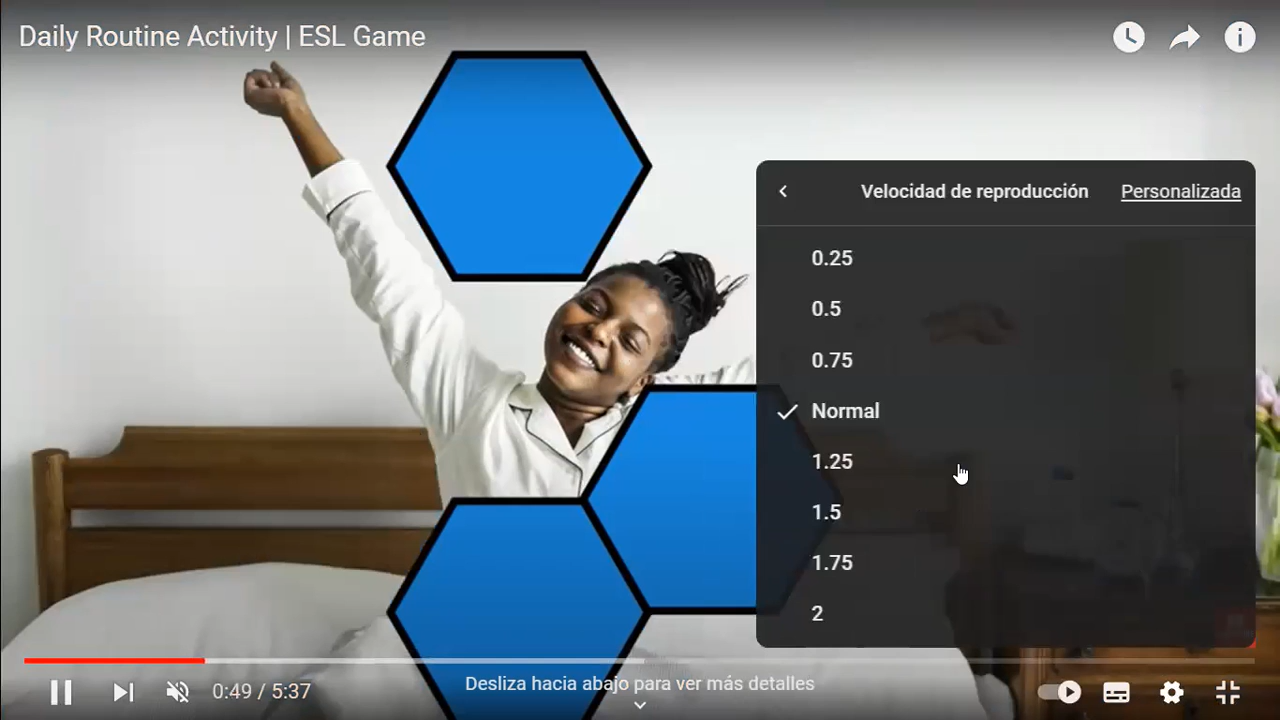 Daily Routine Activity | ESL Game
Velocidad de reproducción Personalizada
0.25
0.5
0.75
Normal
1.25
1.5
1.75
2
0:49 / 5:37
Desliza hacia abajo para ver más detalles